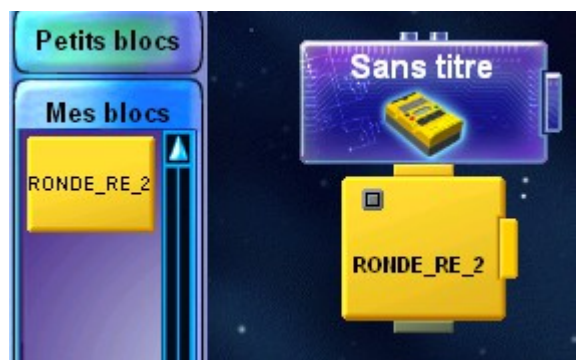 Petits blocs
Mes blocs
RONDE_RE_2
Sans titre
RONDE_RE_2